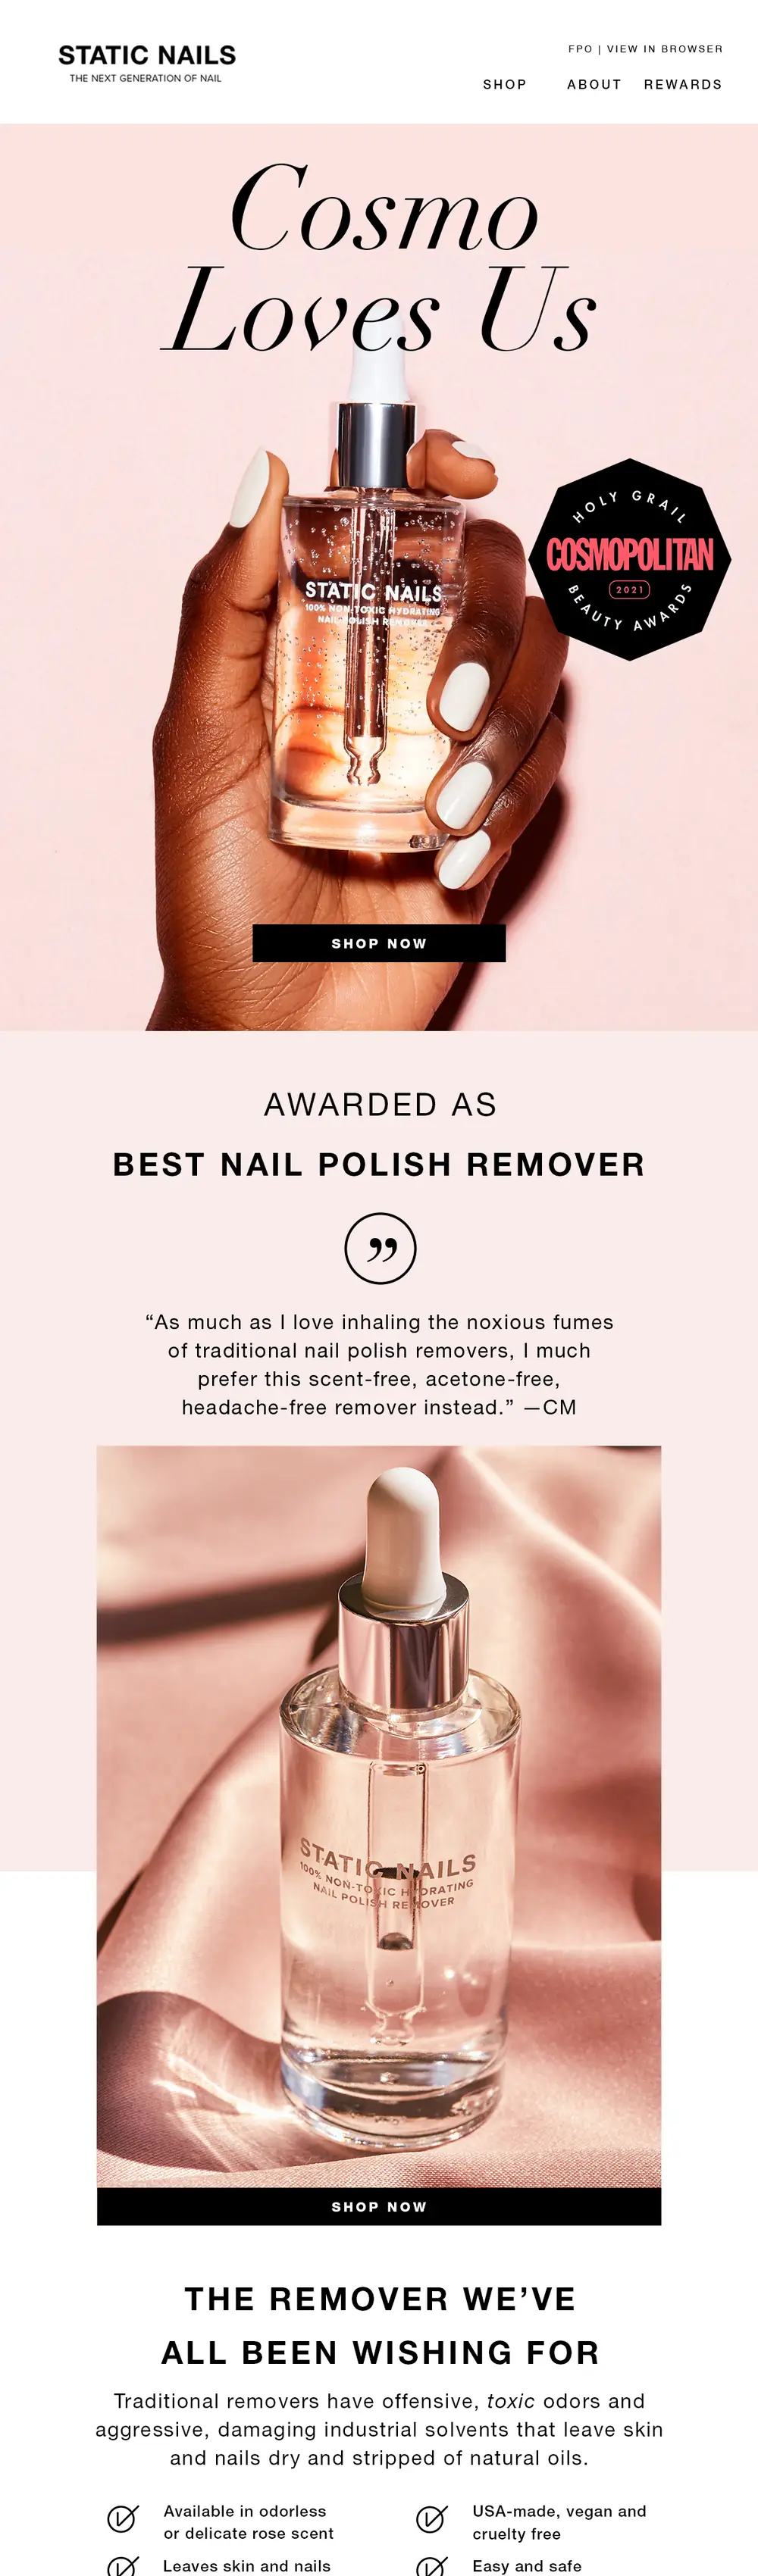 STATIC NAILS
THE NEXT GENERATION OF NAIL
FPO | VIEW IN BROWSER
SHOP ABOUT REWARDS
Cosmo
Loves Us
HOLY GRAIL
COSMOPOLITAN
2021
BEAUTY AWARDS
STATIC NAILS
100% NON-TOXIC HYDRATING
NAIL POLISH REMOVER
SHOP NOW
AWARDED AS
BEST NAIL POLISH REMOVER
”
“As much as I love inhaling the noxious fumes
of traditional nail polish removers, I much
prefer this scent-free, acetone-free,
headache-free remover instead.” —CM
STATIC NAILS
100% NON-TOXIC HYDRATING
NAIL POLISH REMOVER
SHOP NOW
THE REMOVER WE’VE
ALL BEEN WISHING FOR
Traditional removers have offensive, toxic odors and
aggressive, damaging industrial solvents that leave skin
and nails dry and stripped of natural oils.
Available in odorless
or delicate rose scent
USA-made, vegan and
cruelty free
Leaves skin and nails
Easy and safe